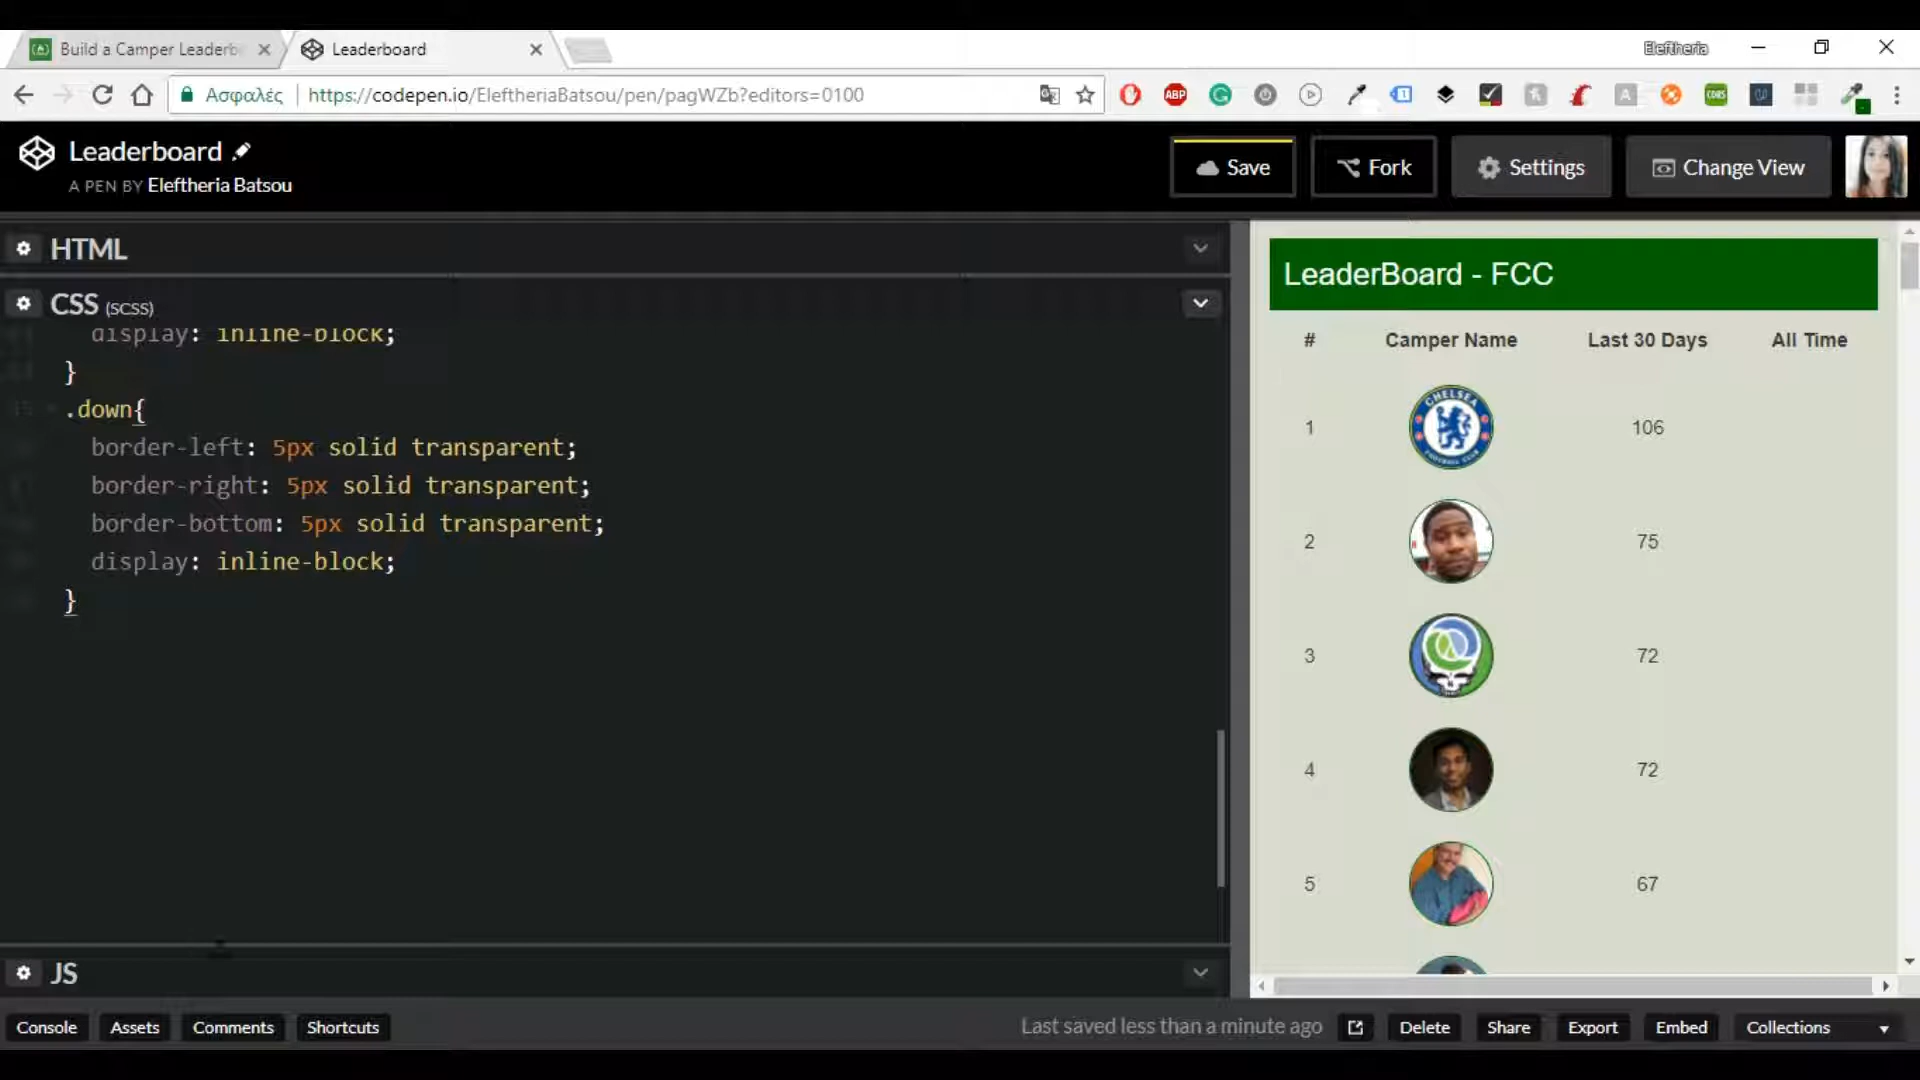 Build a Camper Leaderb
Leaderboard
Eleftheria
Ασφαλές
https://codepen.io/EleftheriaBatsou/pen/pagWZb?editors=0100
ABP
Leaderboard
A PEN BY Eleftheria Batsou
Save
Fork
Settings
Change View
HTML
CSS (SCSS)
display: inline-block;
}
.down{
border-left: 5px solid transparent;
border-right: 5px solid transparent;
border-bottom: 5px solid transparent;
display: inline-block;
}
JS
LeaderBoard - FCC
# Camper Name Last 30 Days All Time
1 106
2 75
3 72
4 72
5 67
CHELSEA
FOOTBALL CLUB
Console Assets Comments Shortcuts
Last saved less than a minute ago
Delete Share Export Embed Collections